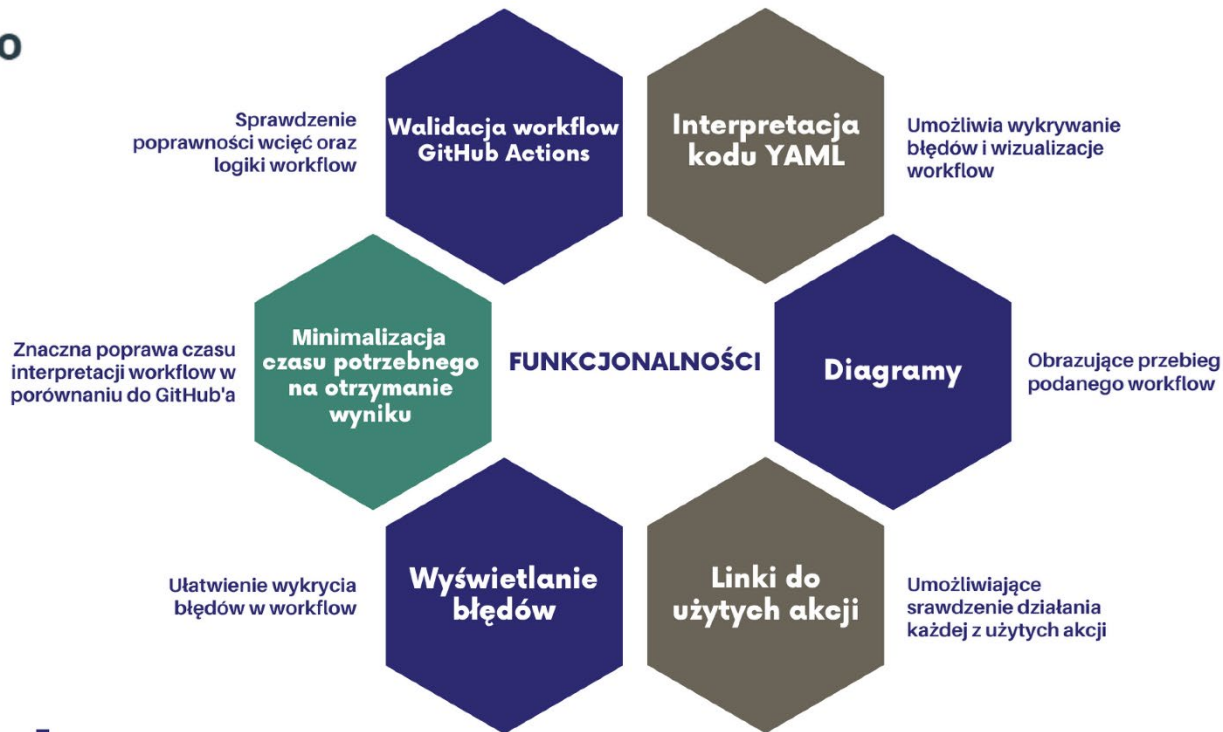 o
Sprawdzenie
poprawności wcięć oraz
logiki workflow
Walidacja workflow
GitHub Actions
Interpretacja
kodu YAML
Umożliwia wykrywanie
błędów i wizualizacje
workflow
Znaczna poprawa czasu
interpretacji workflow w
porównaniu do GitHub'a
Minimalizacja
czasu potrzebnego
na otrzymanie
wyniku
FUNKCJONALNOŚCI
Diagramy
Obrazujące przebieg
podanego workflow
Ułatwienie wykrycia
błędów w workflow
Wyświetlanie
błędów
Linki do
użytych akcji
Umożliwiające
srawdzenie działania
każdej z użytych akcji